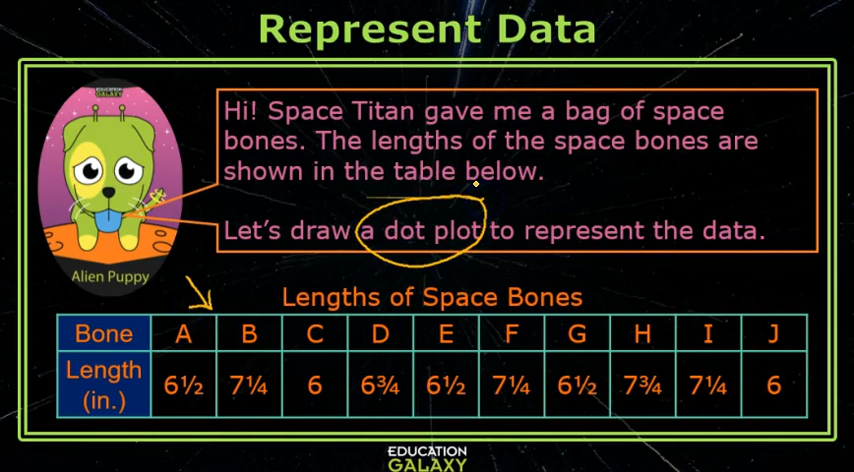 Represent Data
EDUCATION
GALAXY
Hi! Space Titan gave me a bag of space
bones. The lengths of the space bones are
shown in the table below.
Let's draw a dot plot to represent the data.
Alien Puppy
Lengths of Space Bones
Bone A B C D E F G H I J
Length
(in.) 6½ 7¼ 6 6¾ 6½ 7¼ 6½ 7¾ 7¼ 6
EDUCATION
GALAXY